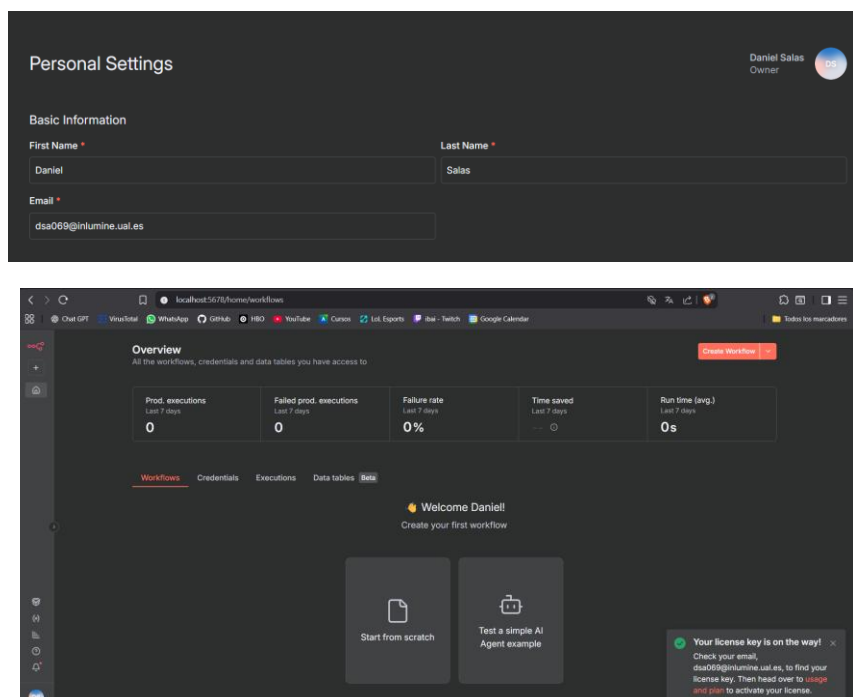 Personal Settings
Daniel Salas
Owner
DS
Basic Information
First Name *
Last Name *
Daniel
Salas
Email *
dsa069@inlumine.ual.es
localhost:5678/home/workflows
Chat GPT VirusTotal WhatsApp GitHub HBO YouTube Cursos LoL Esports ibai - Twitch Google Calendar Todos los marcadores
Overview
All the workflows, credentials and data tables you have access to
Create Workflow
Prod. executions Failed prod. executions Failure rate Time saved Run time (avg.)
Last 7 days Last 7 days Last 7 days Last 7 days Last 7 days
0 0 0% -- 0s
Workflows Credentials Executions Data tables Beta
👋 Welcome Daniel!
Create your first workflow
Start from scratch
Test a simple AI
Agent example
Your license key is on the way!
Check your email,
dsa069@inlumine.ual.es, to find your
license key. Then head over to usage
and plan to activate your license.